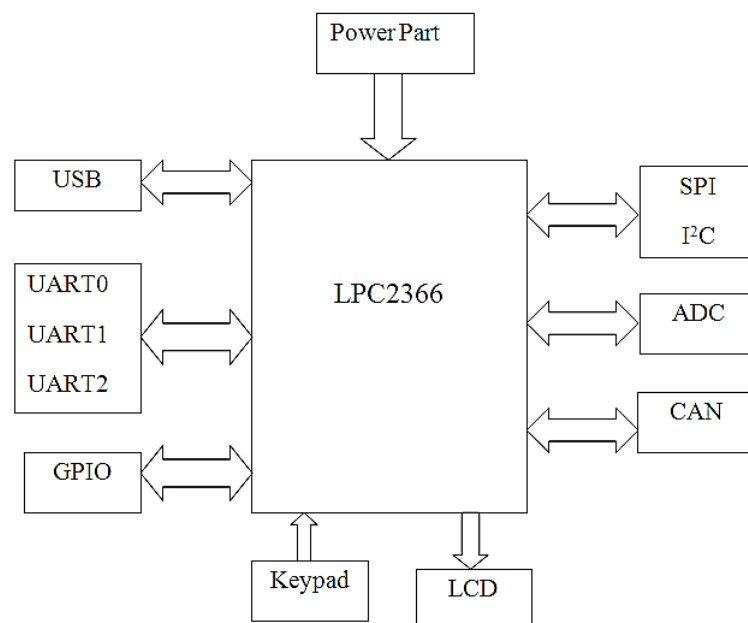 Power Part
USB
SPI
I²C
UART0
UART1
UART2
LPC2366
ADC
CAN
GPIO
Keypad
LCD